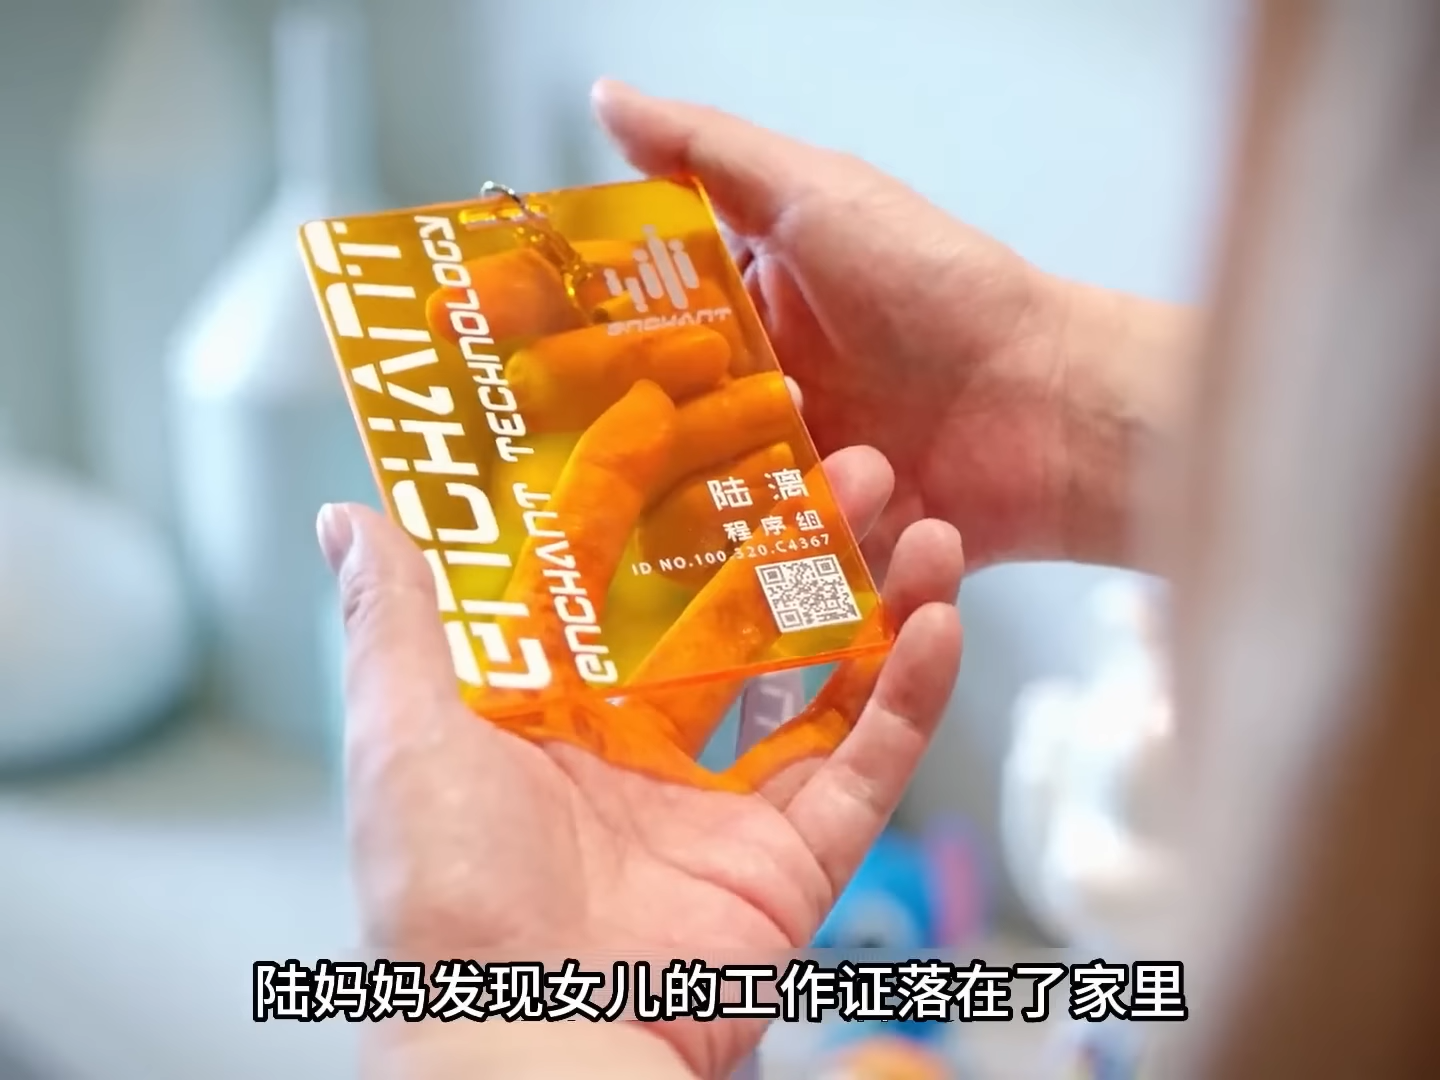 ENCHANT
ENCHANT TECHNOLOGY
ENCHANT
陆 漓
程序组
ID NO.100-320.C4367
陆妈妈发现女儿的工作证落在了家里